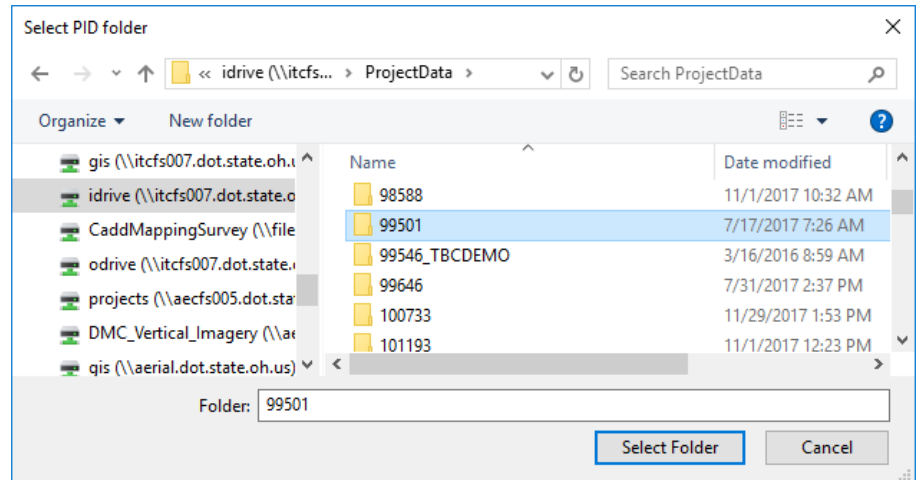 Select PID folder
« idrive (\\itcfs... > ProjectData >
Search ProjectData
Organize
New folder
?
Name
Date modified
gis (\\itcfs007.dot.state.oh.u
idrive (\\itcfs007.dot.state.o
CaddMappingSurvey (\\file
odrive (\\itcfs007.dot.state.
projects (\\aecfs005.dot.sta
DMC_Vertical_Imagery (\\ae
gis (\\aerial.dot.state.oh.us)
98588 11/1/2017 10:32 AM
99501 7/17/2017 7:26 AM
99546_TBCDEMO 3/16/2016 8:59 AM
99646 7/31/2017 2:37 PM
100733 11/29/2017 1:53 PM
101193 11/1/2017 12:23 PM
Folder: 99501
Select Folder
Cancel